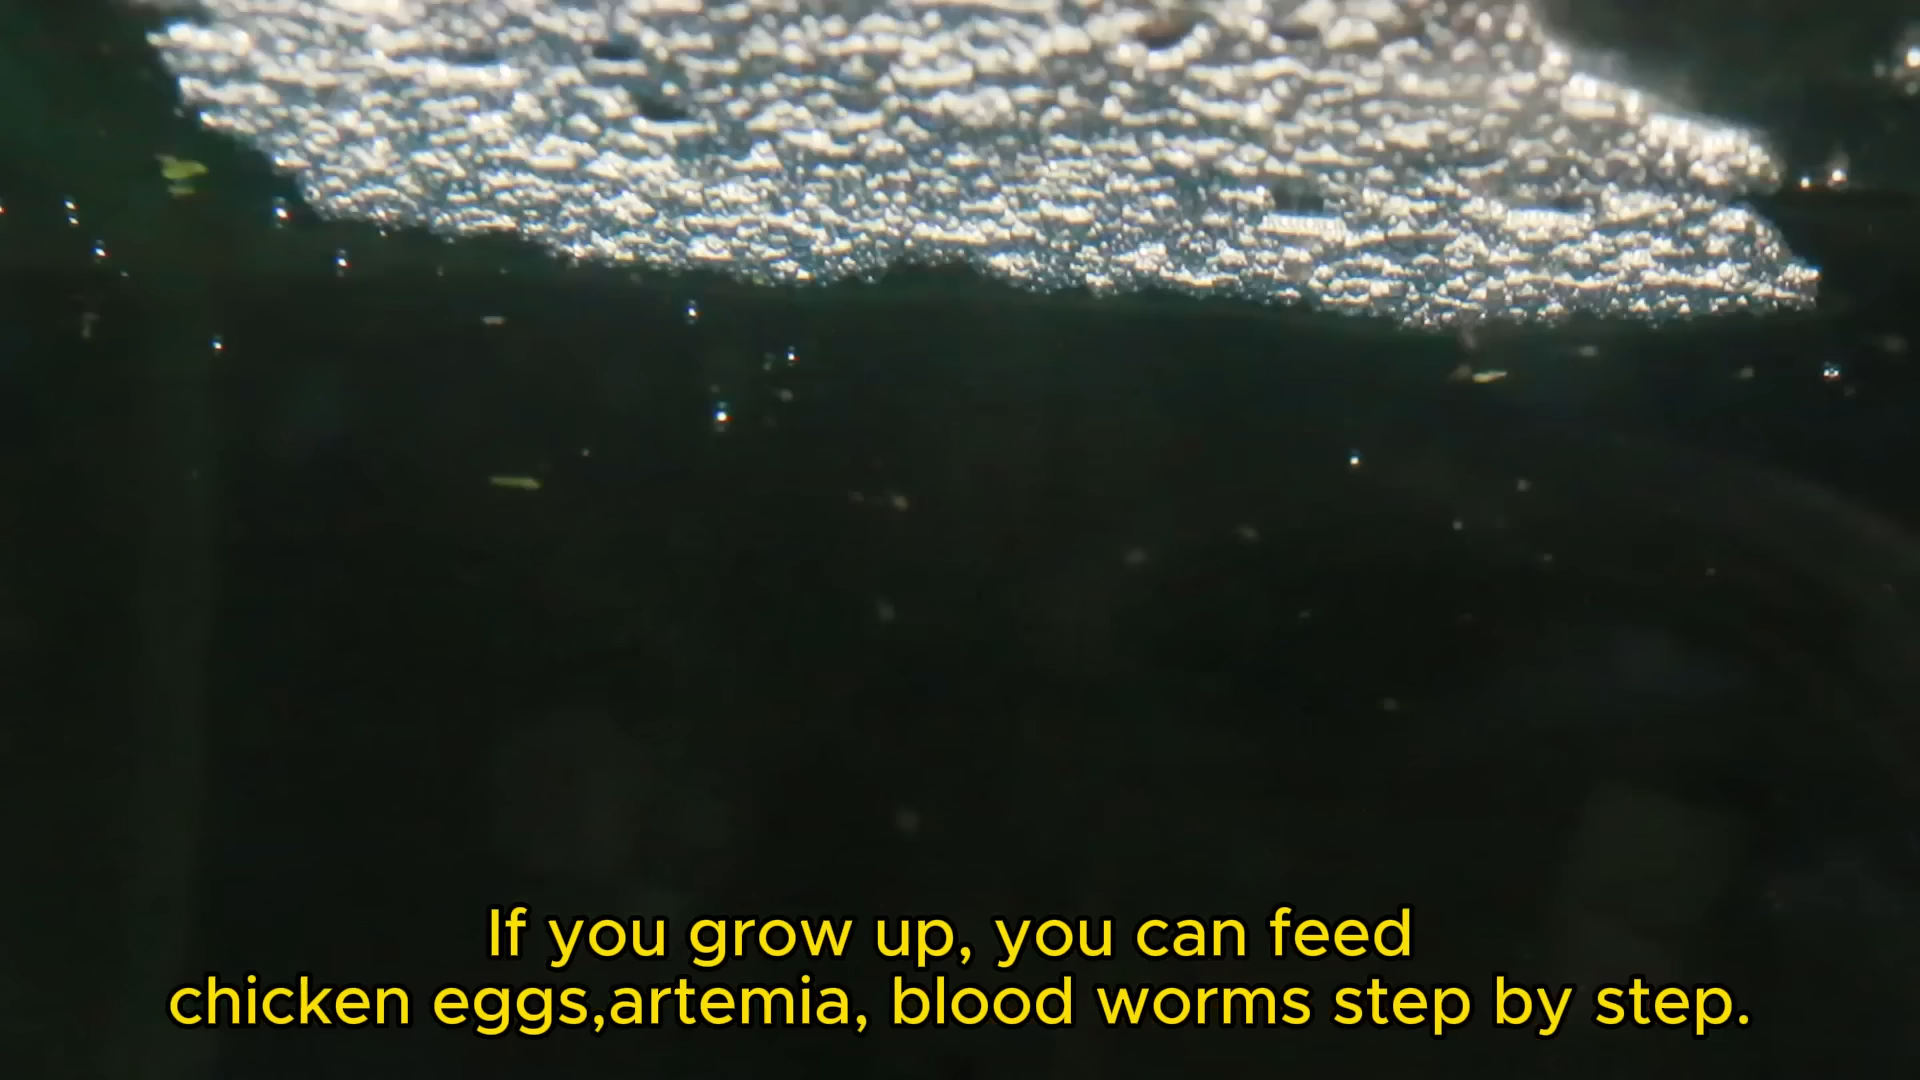 If you grow up, you can feed
chicken eggs,artemia, blood worms step by step.